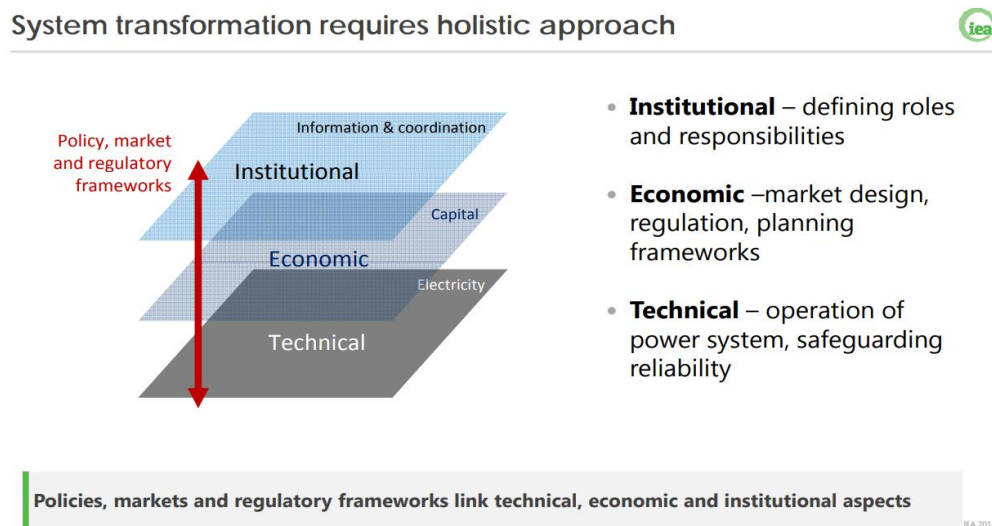 System transformation requires holistic approach
iea
Policy, market
and regulatory
frameworks
Information & coordination
Institutional
Capital
Economic
Electricity
Technical
• Institutional – defining roles
and responsibilities
• Economic –market design,
regulation, planning
frameworks
• Technical – operation of
power system, safeguarding
reliability
Policies, markets and regulatory frameworks link technical, economic and institutional aspects